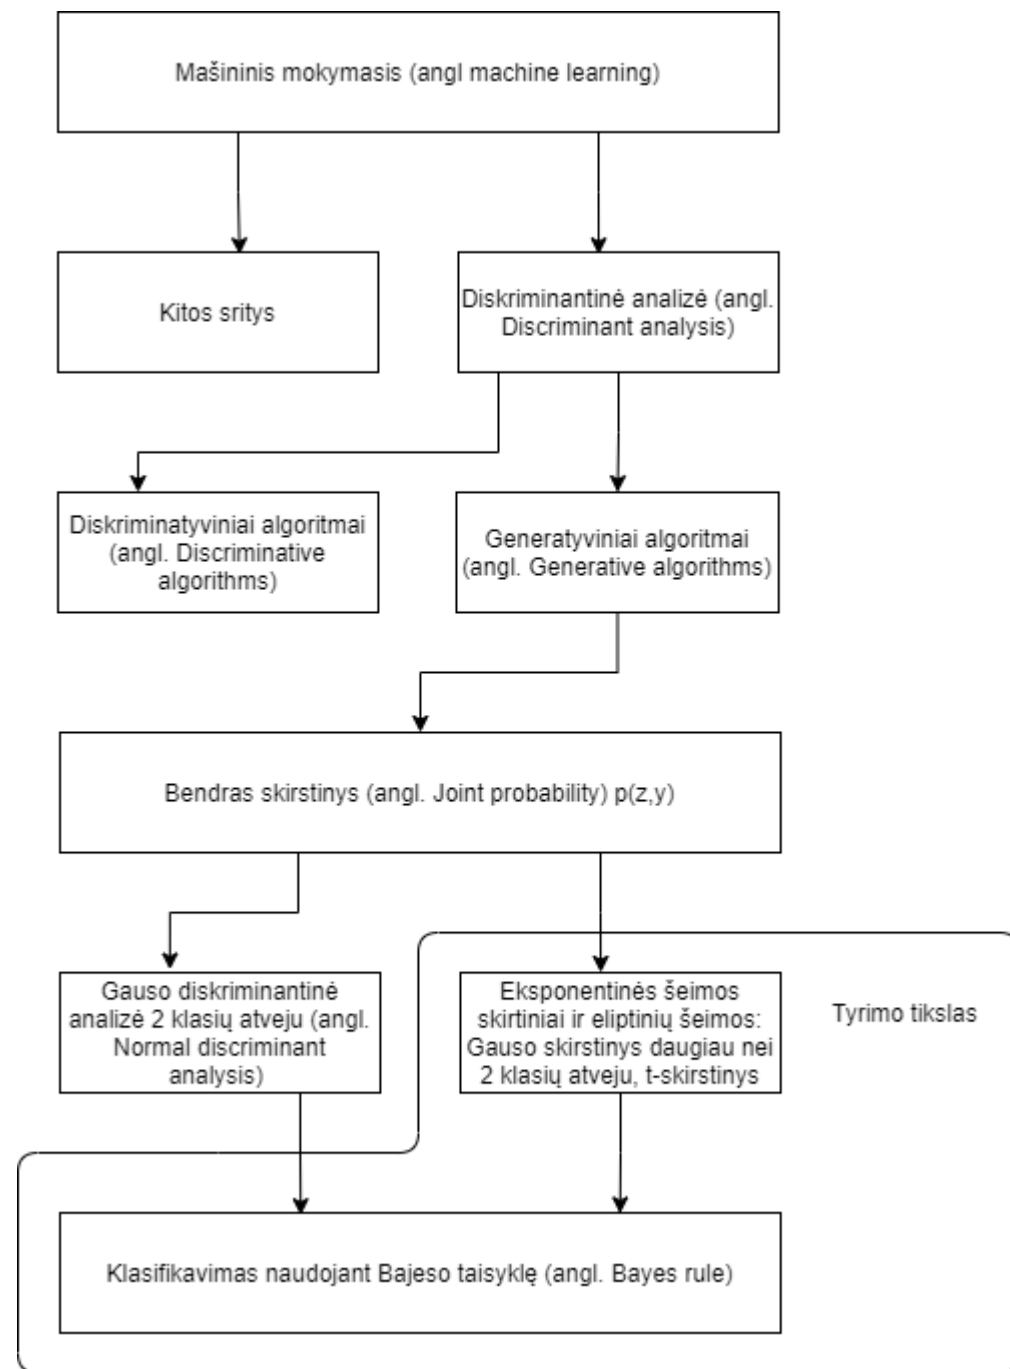 Mašininis mokymasis (angl machine learning)
Kitos sritys
Diskriminantinė analizė (angl.
Discriminant analysis)
Diskriminatyviniai algoritmai
(angl. Discriminative
algorithms)
Generatyviniai algoritmai
(angl. Generative algorithms)
Bendras skirstinys (angl. Joint probability) p(z,y)
Gauso diskriminantinė
analizė 2 klasių atveju (angl.
Normal discriminant
analysis)
Eksponentinės šeimos
skirtiniai ir eliptinių šeimos:
Gauso skirstinys daugiau nei
2 klasių atveju, t-skirstinys
Tyrimo tikslas
Klasifikavimas naudojant Bajeso taisyklę (angl. Bayes rule)